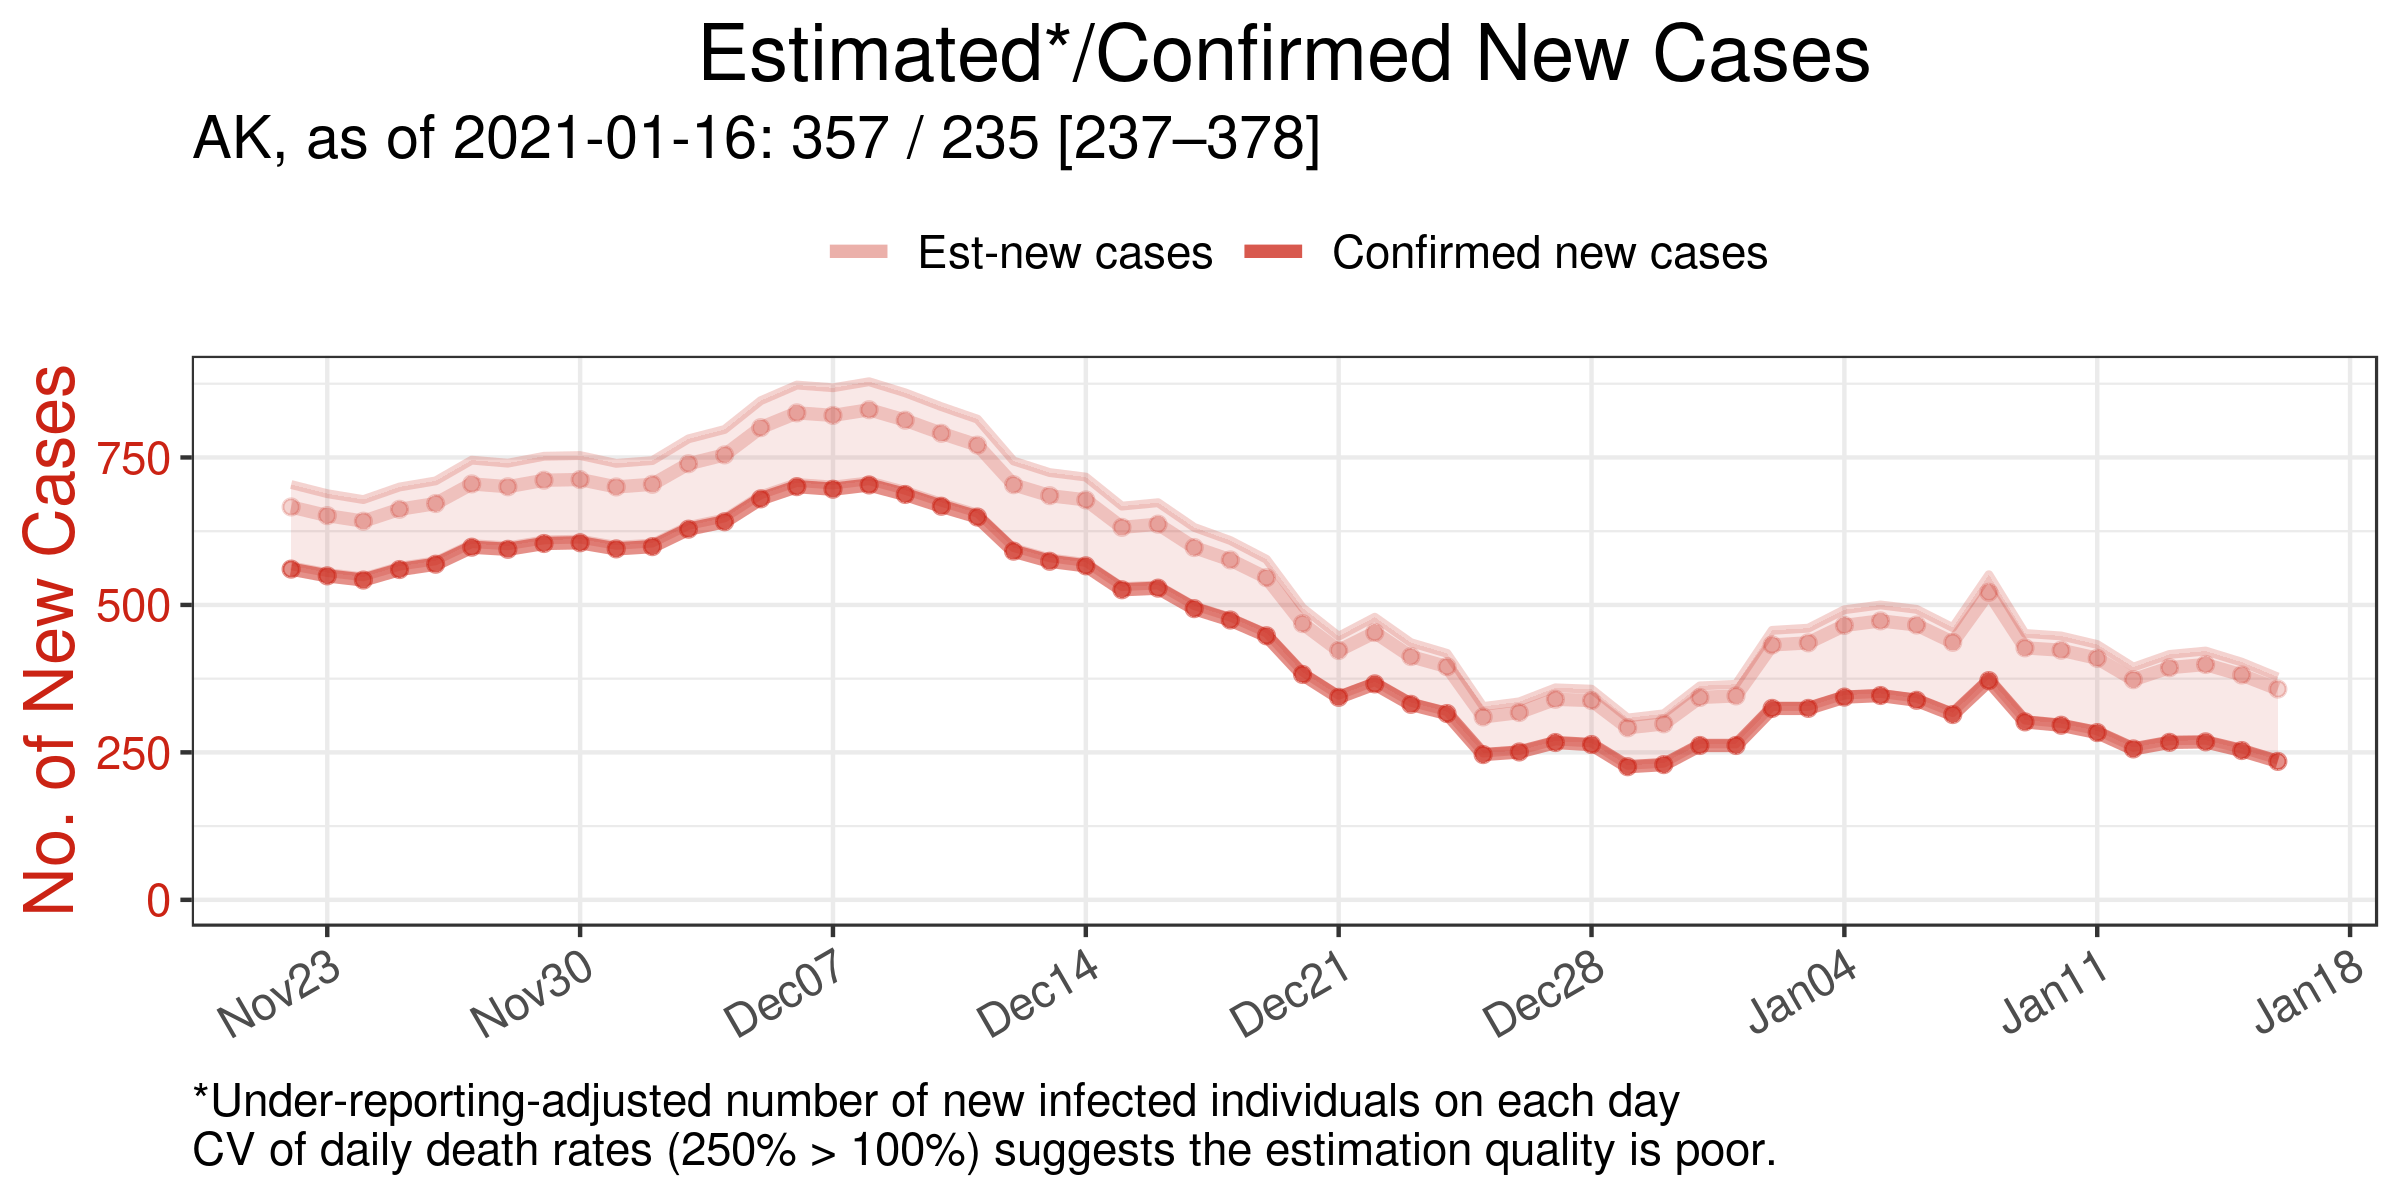 Estimated*/Confirmed New Cases
AK, as of 2021-01-16: 357 / 235 [237–378]
Est-new cases
Confirmed new cases
No. of New Cases
750
500
250
0
Nov23
Nov30
Dec07
Dec14
Dec21
Dec28
Jan04
Jan11
Jan18
*Under-reporting-adjusted number of new infected individuals on each day
CV of daily death rates (250% > 100%) suggests the estimation quality is poor.